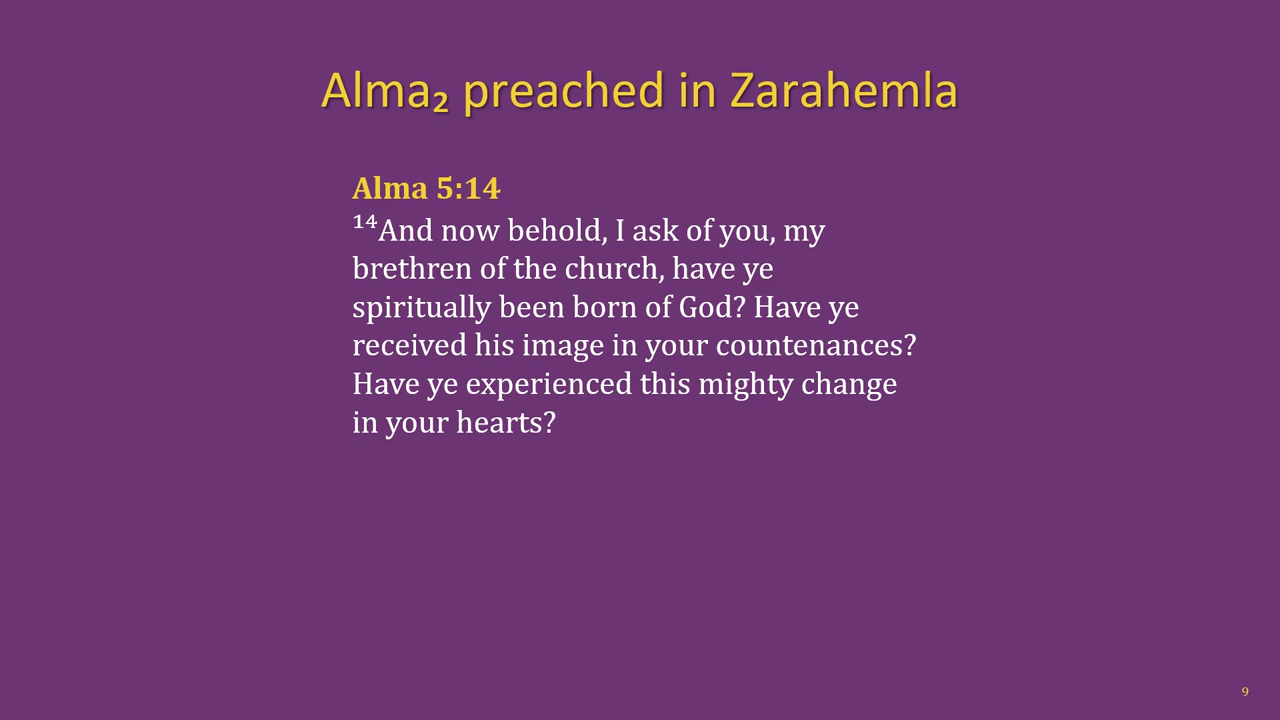 Alma₂ preached in Zarahemla
Alma 5:14
¹⁴And now behold, I ask of you, my
brethren of the church, have ye
spiritually been born of God? Have ye
received his image in your countenances?
Have ye experienced this mighty change
in your hearts?
9